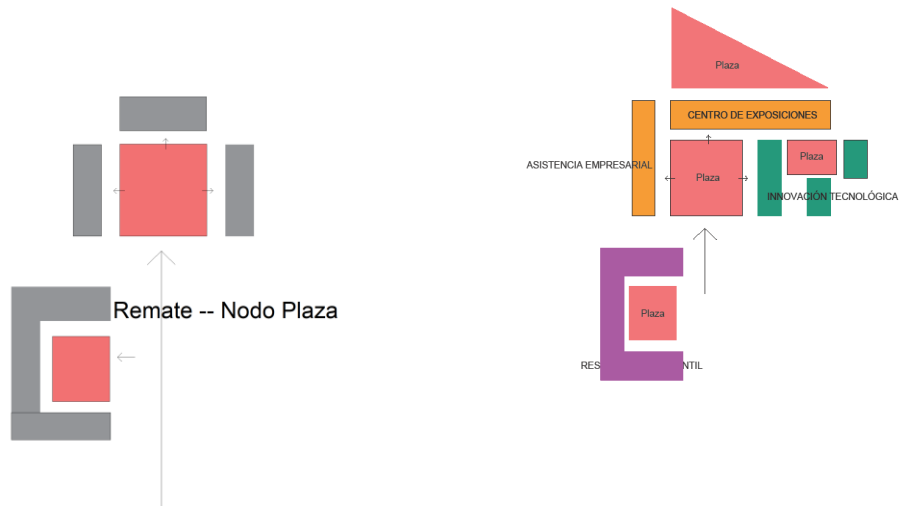 Remate -- Nodo Plaza
Plaza
CENTRO DE EXPOSICIONES
ASISTENCIA EMPRESARIAL
Plaza
Plaza
INNOVACIÓN TECNOLÓGICA
Plaza